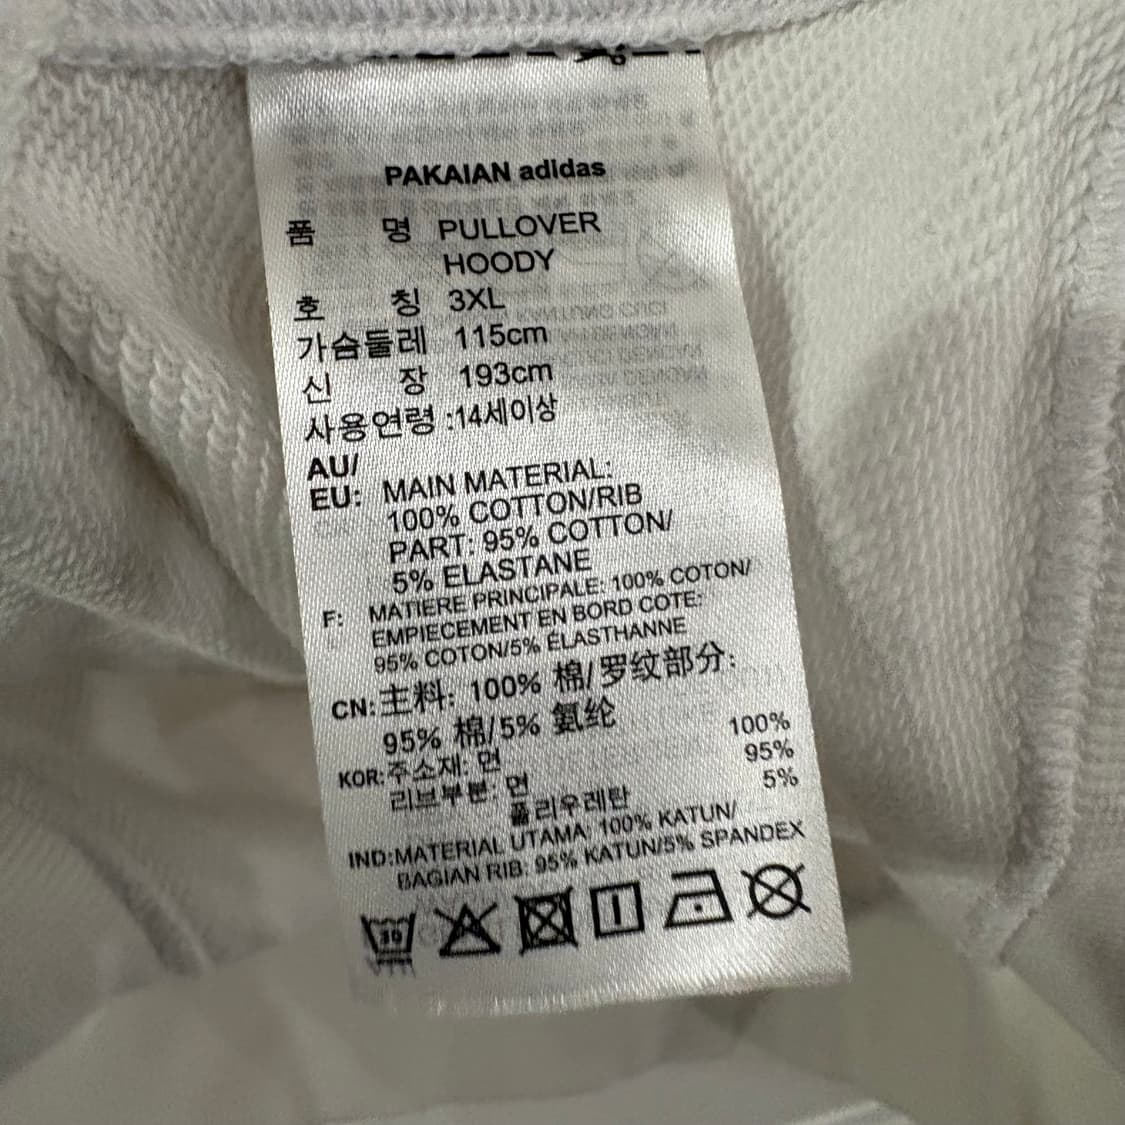 PAKAIAN adidas
품 명 PULLOVER
HOODY
호 칭 3XL
가슴둘레 115cm
신 장 193cm
사용연령 :14세이상
AU/
EU: MAIN MATERIAL:
100% COTTON/RIB
PART: 95% COTTON/
5% ELASTANE
F: MATIERE PRINCIPALE: 100% COTON/
EMPIECEMENT EN BORD COTE:
95% COTON/5% ÉLASTHANNE
CN:主料: 100% 棉/罗纹部分:
95% 棉/5% 氨纶
KOR:주소재: 면 100%
리브부분: 면 95%
폴리우레탄 5%
IND:MATERIAL UTAMA: 100% KATUN/
BAGIAN RIB: 95% KATUN/5% SPANDEX
30